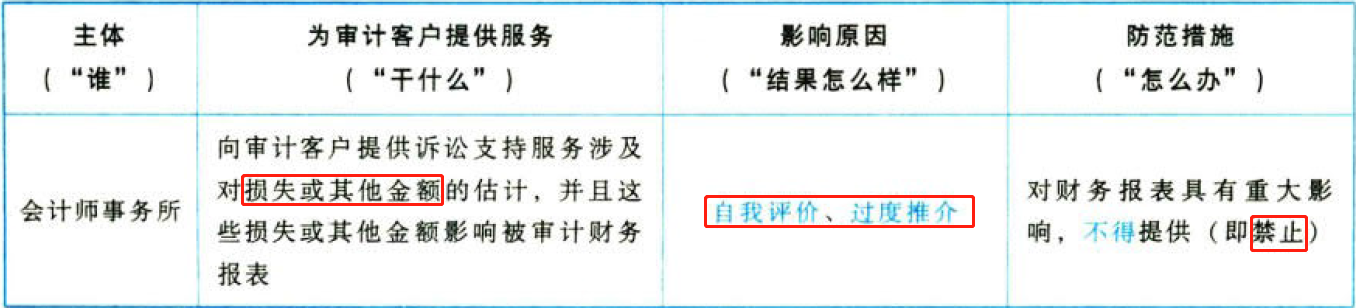 主体
（“谁”）
为审计客户提供服务
（“干什么”）
影响原因
（“结果怎么样”）
防范措施
（“怎么办”）
会计师事务所
向审计客户提供诉讼支持服务涉及
对损失或其他金额的估计，并且这
些损失或其他金额影响被审计财务
报表
自我评价、过度推介
对财务报表具有重大影
响，不得提供（即禁止）